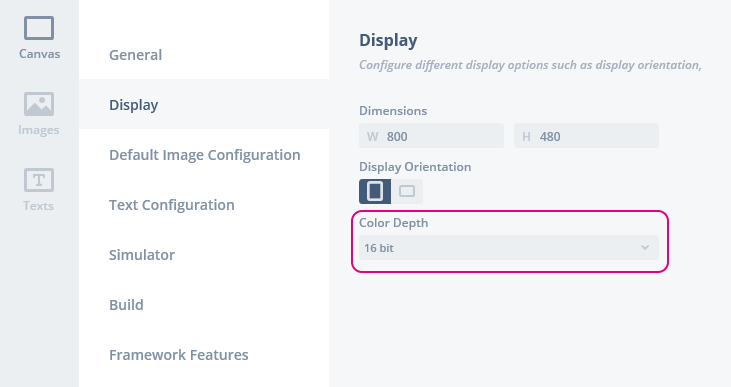 Canvas
Images
Texts
General
Display
Default Image Configuration
Text Configuration
Simulator
Build
Framework Features
Display
Configure different display options such as display orientation,
Dimensions
W 800
H 480
Display Orientation
Color Depth
16 bit